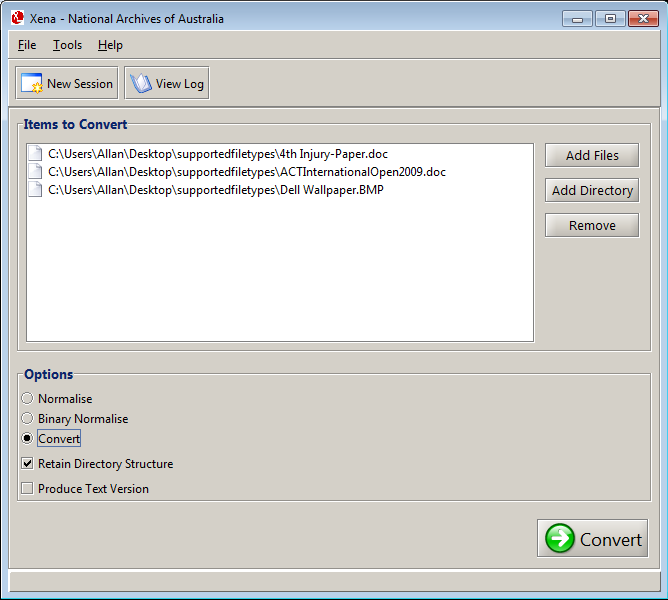 Xena - National Archives of Australia
File Tools Help
New Session View Log
Items to Convert
C:\Users\Allan\Desktop\supportedfiletypes\4th Injury-Paper.doc
C:\Users\Allan\Desktop\supportedfiletypes\ACTInternationalOpen2009.doc
C:\Users\Allan\Desktop\supportedfiletypes\Dell Wallpaper.BMP
Add Files
Add Directory
Remove
Options
Normalise
Binary Normalise
Convert
Retain Directory Structure
Produce Text Version
Convert